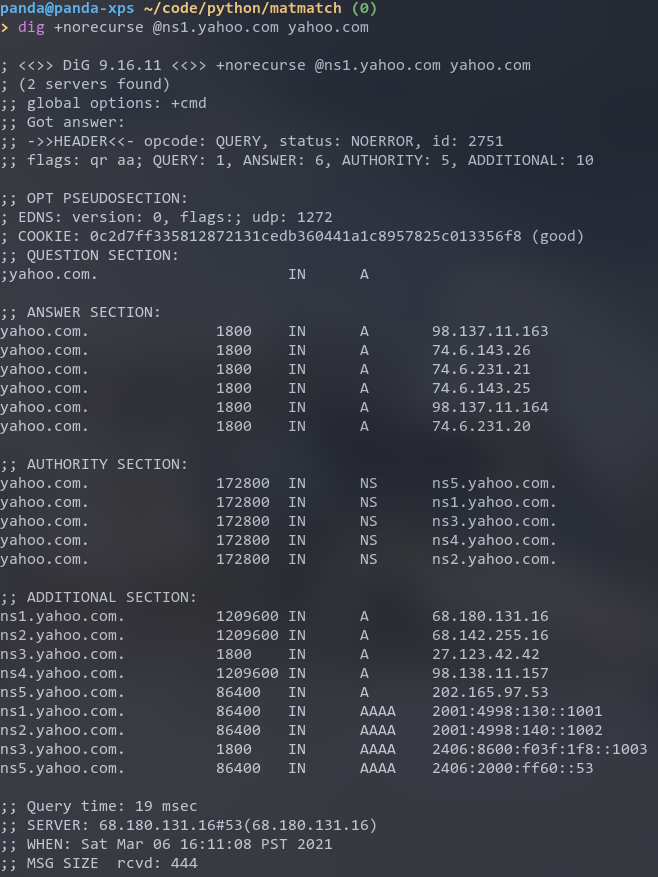 panda@panda-xps ~/code/python/matmatch (0)
> dig +norecurse @ns1.yahoo.com yahoo.com

; <<>> DiG 9.16.11 <<>> +norecurse @ns1.yahoo.com yahoo.com
; (2 servers found)
;; global options: +cmd
;; Got answer:
;; ->>HEADER<<- opcode: QUERY, status: NOERROR, id: 2751
;; flags: qr aa; QUERY: 1, ANSWER: 6, AUTHORITY: 5, ADDITIONAL: 10

;; OPT PSEUDOSECTION:
; EDNS: version: 0, flags:; udp: 1272
; COOKIE: 0c2d7ff335812872131cedb360441a1c8957825c013356f8 (good)
;; QUESTION SECTION:
;yahoo.com.			IN	A

;; ANSWER SECTION:
yahoo.com.		1800	IN	A	98.137.11.163
yahoo.com.		1800	IN	A	74.6.143.26
yahoo.com.		1800	IN	A	74.6.231.21
yahoo.com.		1800	IN	A	74.6.143.25
yahoo.com.		1800	IN	A	98.137.11.164
yahoo.com.		1800	IN	A	74.6.231.20

;; AUTHORITY SECTION:
yahoo.com.		172800	IN	NS	ns5.yahoo.com.
yahoo.com.		172800	IN	NS	ns1.yahoo.com.
yahoo.com.		172800	IN	NS	ns3.yahoo.com.
yahoo.com.		172800	IN	NS	ns4.yahoo.com.
yahoo.com.		172800	IN	NS	ns2.yahoo.com.

;; ADDITIONAL SECTION:
ns1.yahoo.com.		1209600	IN	A	68.180.131.16
ns2.yahoo.com.		1209600	IN	A	68.142.255.16
ns3.yahoo.com.		1800	IN	A	27.123.42.42
ns4.yahoo.com.		1209600	IN	A	98.138.11.157
ns5.yahoo.com.		86400	IN	A	202.165.97.53
ns1.yahoo.com.		86400	IN	AAAA	2001:4998:130::1001
ns2.yahoo.com.		86400	IN	AAAA	2001:4998:140::1002
ns3.yahoo.com.		1800	IN	AAAA	2406:8600:f03f:1f8::1003
ns5.yahoo.com.		86400	IN	AAAA	2406:2000:ff60::53

;; Query time: 19 msec
;; SERVER: 68.180.131.16#53(68.180.131.16)
;; WHEN: Sat Mar 06 16:11:08 PST 2021
;; MSG SIZE  rcvd: 444